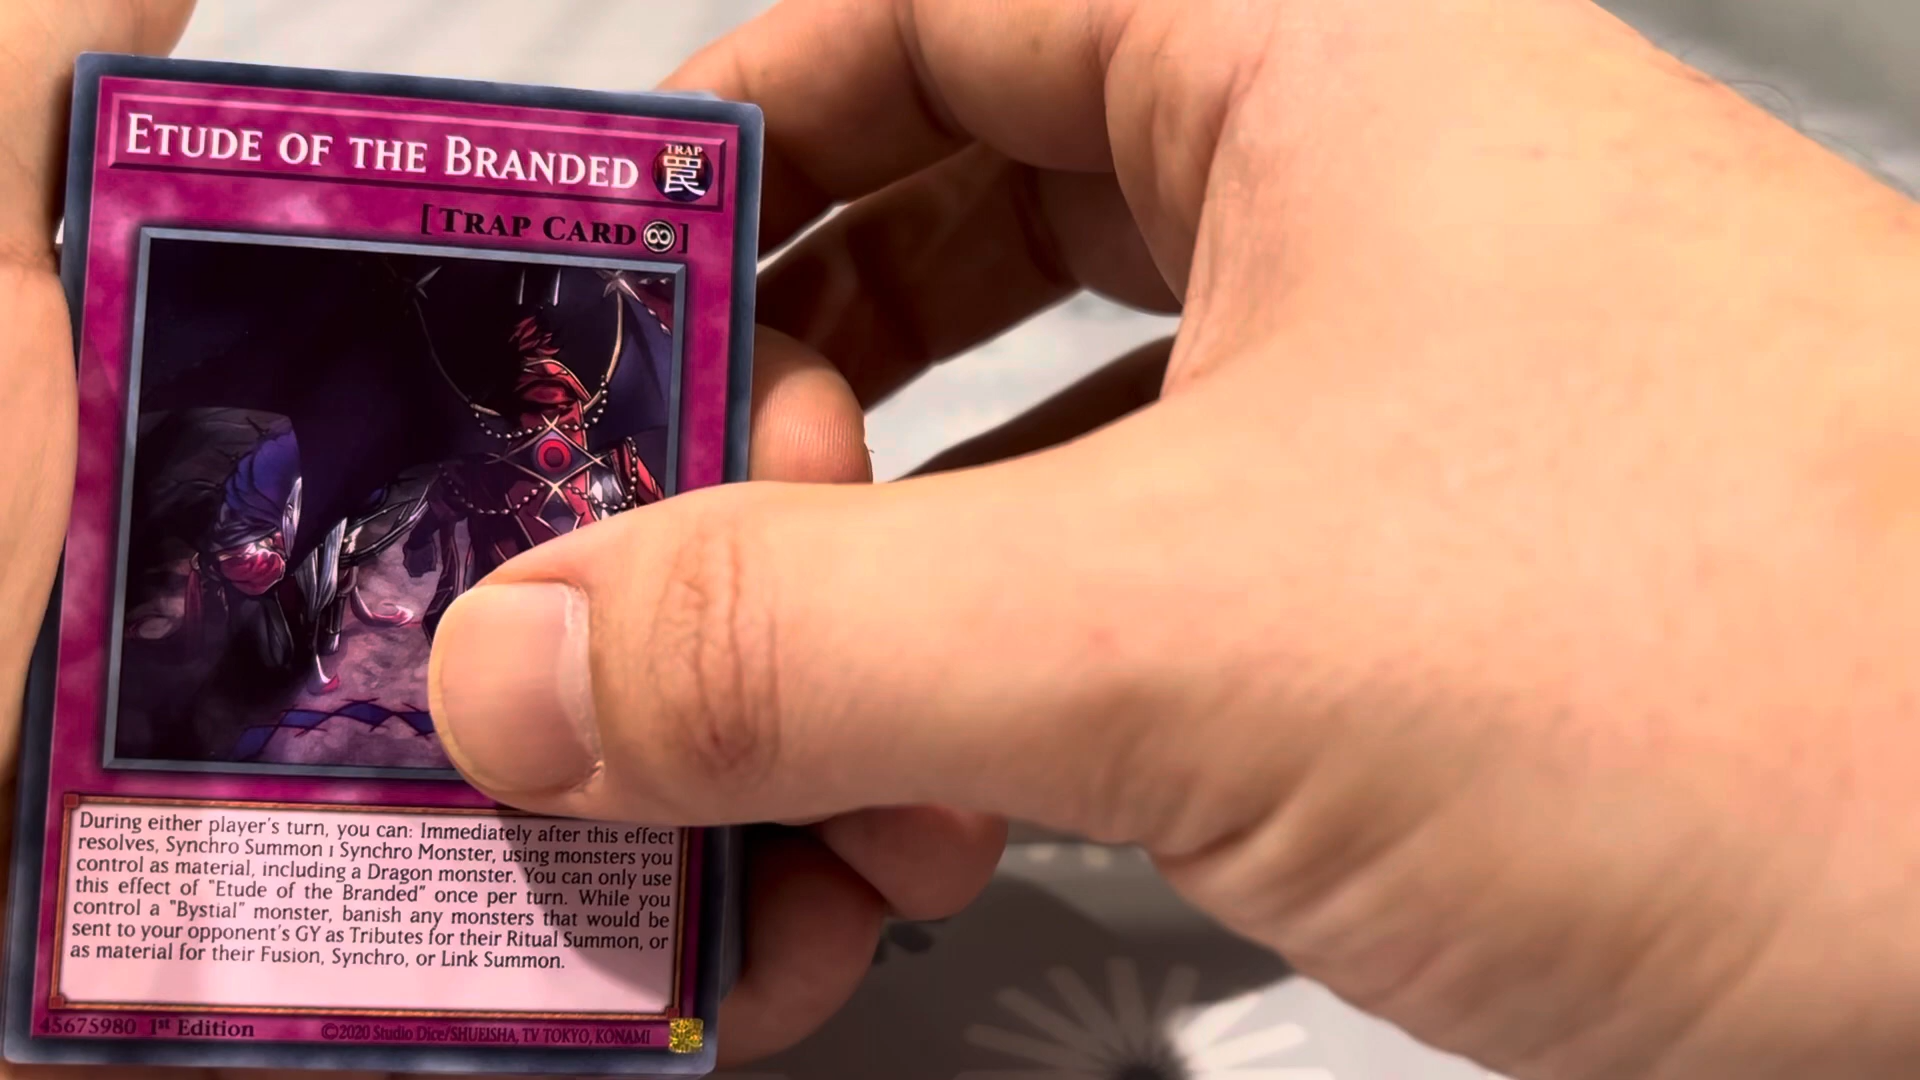 ETUDE OF THE BRANDED
TRAP
罠
[TRAP CARD∞]
During either player's turn, you can: Immediately after this effect
resolves, Synchro Summon 1 Synchro Monster, using monsters you
control as material, including a Dragon monster. You can only use
this effect of "Etude of the Branded" once per turn. While you
control a "Bystial" monster, banish any monsters that would be
sent to your opponent's GY as Tributes for their Ritual Summon, or
as material for their Fusion, Synchro, or Link Summon.
45675980 1st Edition ©2020 Studio Dice/SHUEISHA, TV TOKYO, KONAMI